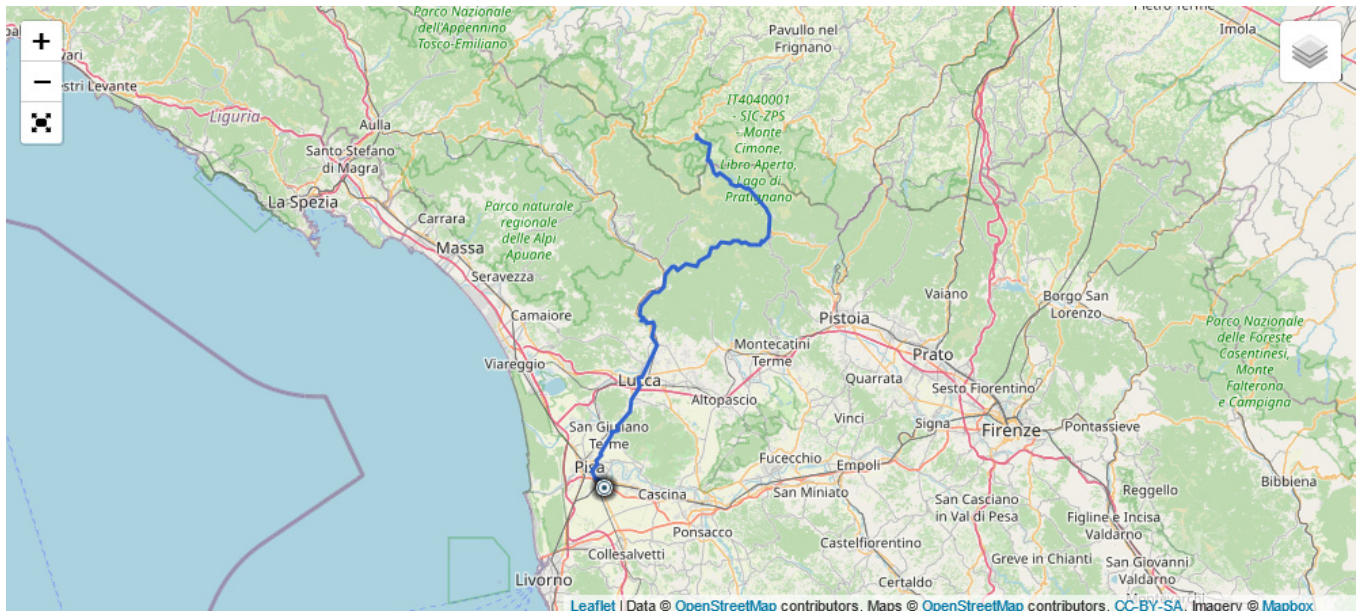 Parco Nazionale
dell'Appennino
Tosco-Emiliano
Pavullo nel
Frignano
Imola
+
−
vari
stri Levante
Liguria
Aulla
IT4040001
- SIC-ZPS
- Monte
Cimone,
Libro Aperto,
Lago di
Pratignano
Santo Stefano
di Magra
La Spezia
Carrara
Parco naturale
regionale
delle Alpi
Apuane
Massa
Seravezza
Camaiore
Vaiano
Borgo San
Lorenzo
Pistoia
Parco Nazionale
delle Foreste
Casentinesi,
Monte
Falterona
e Campigna
Montecatini
Terme
Prato
Viareggio
Lucca
Quarrata
Sesto Fiorentino
Altopascio
Vinci
Signa
Firenze
Pontassieve
San Giuliano
Terme
Pisa
Fucecchio
Empoli
Cascina
San Miniato
San Casciano
in Val di Pesa
Reggello
Bibbiena
Figline e Incisa
Valdarno
Ponsacco
Castelfiorentino
Collesalvetti
Greve in Chianti
San Giovanni
Valdarno
Livorno
Certaldo
Leaflet | Data © OpenStreetMap contributors, Maps © OpenStreetMap contributors, CC-BY-SA, Imagery © Mapbox